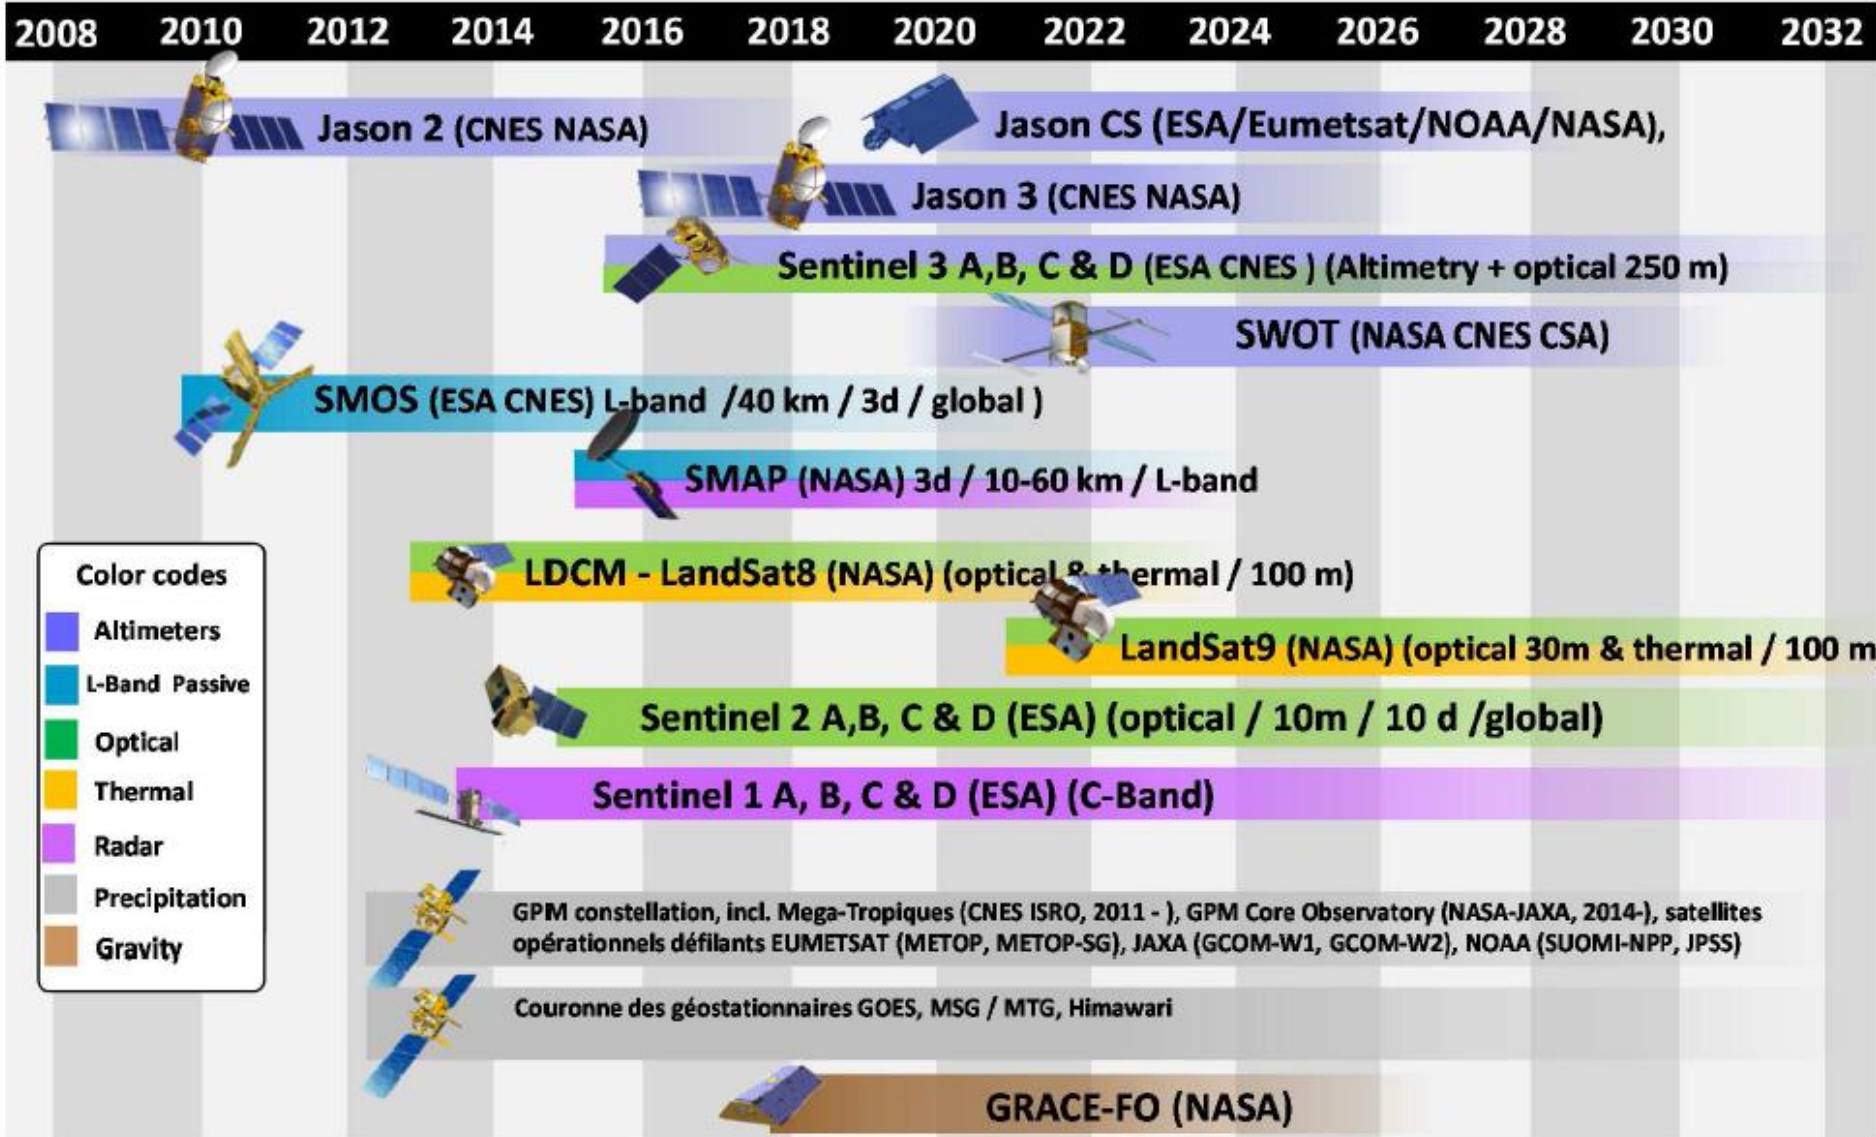 2008 2010 2012 2014 2016 2018 2020 2022 2024 2026 2028 2030 2032
Jason 2 (CNES NASA)
Jason CS (ESA/Eumetsat/NOAA/NASA),
Jason 3 (CNES NASA)
Sentinel 3 A,B, C & D (ESA CNES ) (Altimetry + optical 250 m)
SWOT (NASA CNES CSA)
SMOS (ESA CNES) L-band /40 km / 3d / global )
SMAP (NASA) 3d / 10-60 km / L-band
LDCM - LandSat8 (NASA) (optical & thermal / 100 m)
LandSat9 (NASA) (optical 30m & thermal / 100 m
Sentinel 2 A,B, C & D (ESA) (optical / 10m / 10 d /global)
Sentinel 1 A, B, C & D (ESA) (C-Band)
GPM constellation, incl. Mega-Tropiques (CNES ISRO, 2011 - ), GPM Core Observatory (NASA-JAXA, 2014-), satellites
opérationnels défilants EUMETSAT (METOP, METOP-SG), JAXA (GCOM-W1, GCOM-W2), NOAA (SUOMI-NPP, JPSS)
Couronne des géostationnaires GOES, MSG / MTG, Himawari
GRACE-FO (NASA)
Color codes
Altimeters
L-Band Passive
Optical
Thermal
Radar
Precipitation
Gravity